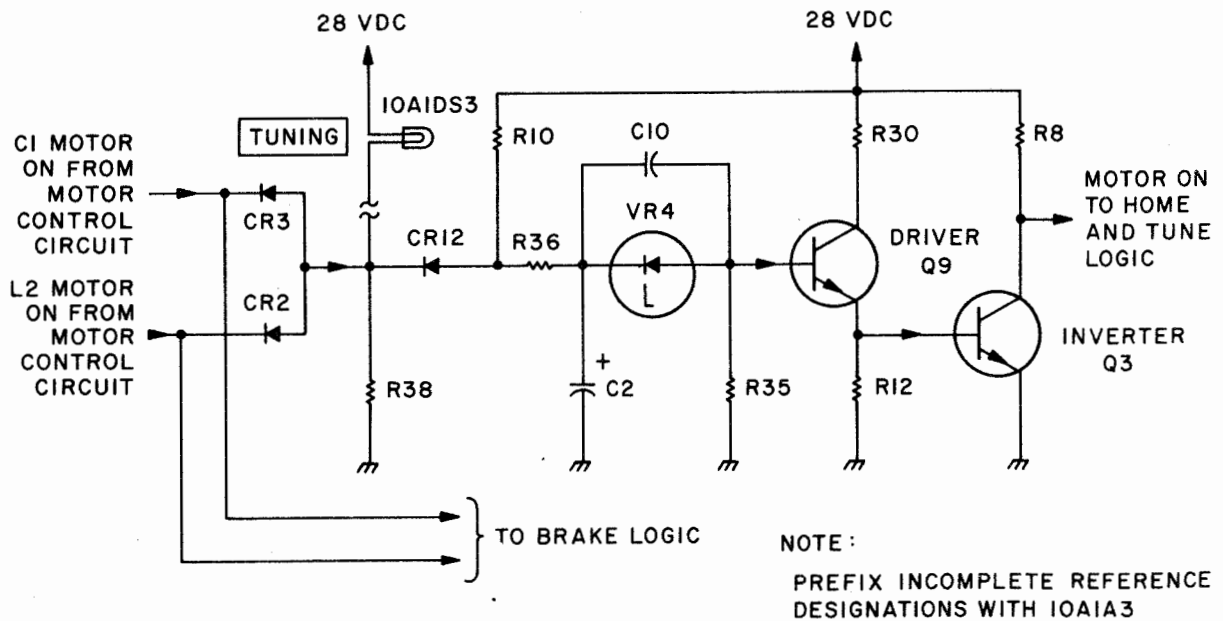 28 VDC
28 VDC
10A1DS3
TUNING
C1 MOTOR
ON FROM
MOTOR
CONTROL
CIRCUIT
CR3
R10
C10
R30
R8
MOTOR ON
TO HOME
AND TUNE
LOGIC
VR4
CR12
R36
L
DRIVER
Q9
L2 MOTOR
ON FROM
MOTOR
CONTROL
CIRCUIT
CR2
R38
+
C2
R35
R12
INVERTER
Q3
TO BRAKE LOGIC
NOTE:
PREFIX INCOMPLETE REFERENCE
DESIGNATIONS WITH 10A1A3